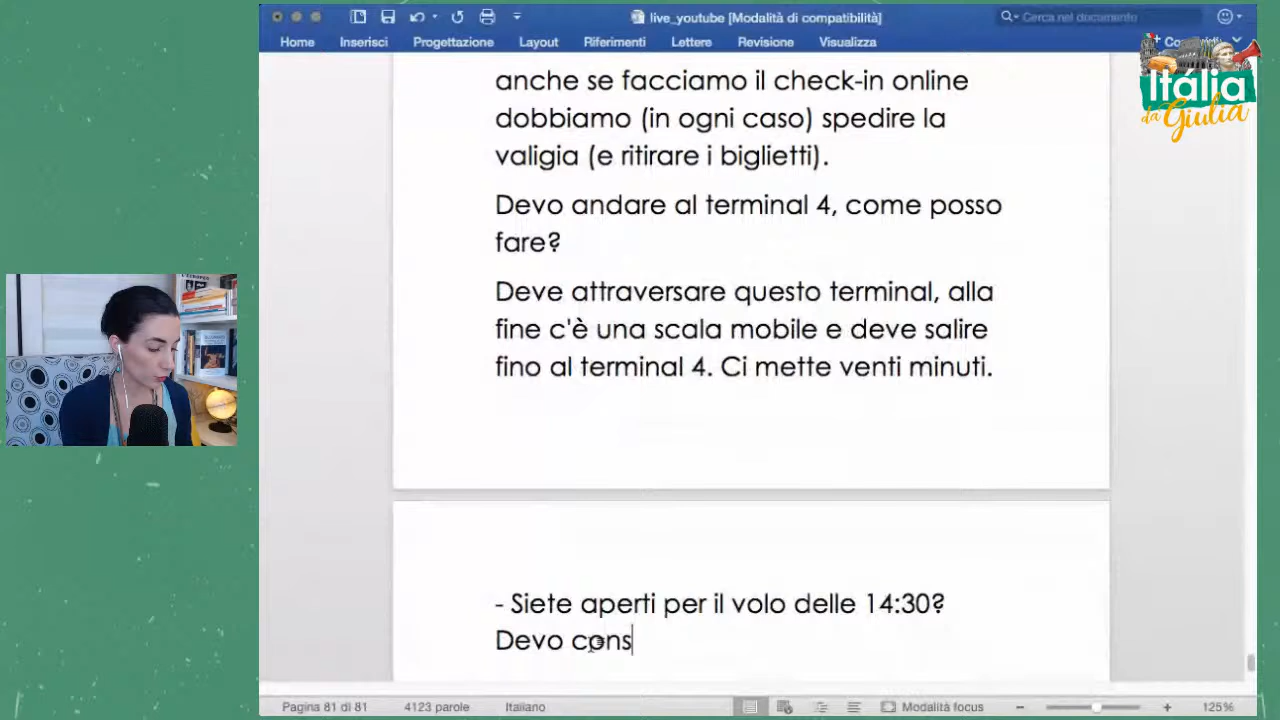 live_youtube [Modalità di compatibilità]
Cerca nel documento
Home Inserisci Progettazione Layout Riferimenti Lettere Revisione Visualizza
Itália
da Giulia
anche se facciamo il check-in online
dobbiamo (in ogni caso) spedire la
valigia (e ritirare i biglietti).
Devo andare al terminal 4, come posso
fare?
Deve attraversare questo terminal, alla
fine c'è una scala mobile e deve salire
fino al terminal 4. Ci mette venti minuti.
- Siete aperti per il volo delle 14:30?
Devo cons
Pagina 81 di 81 4123 parole Italiano Modalità focus 125%